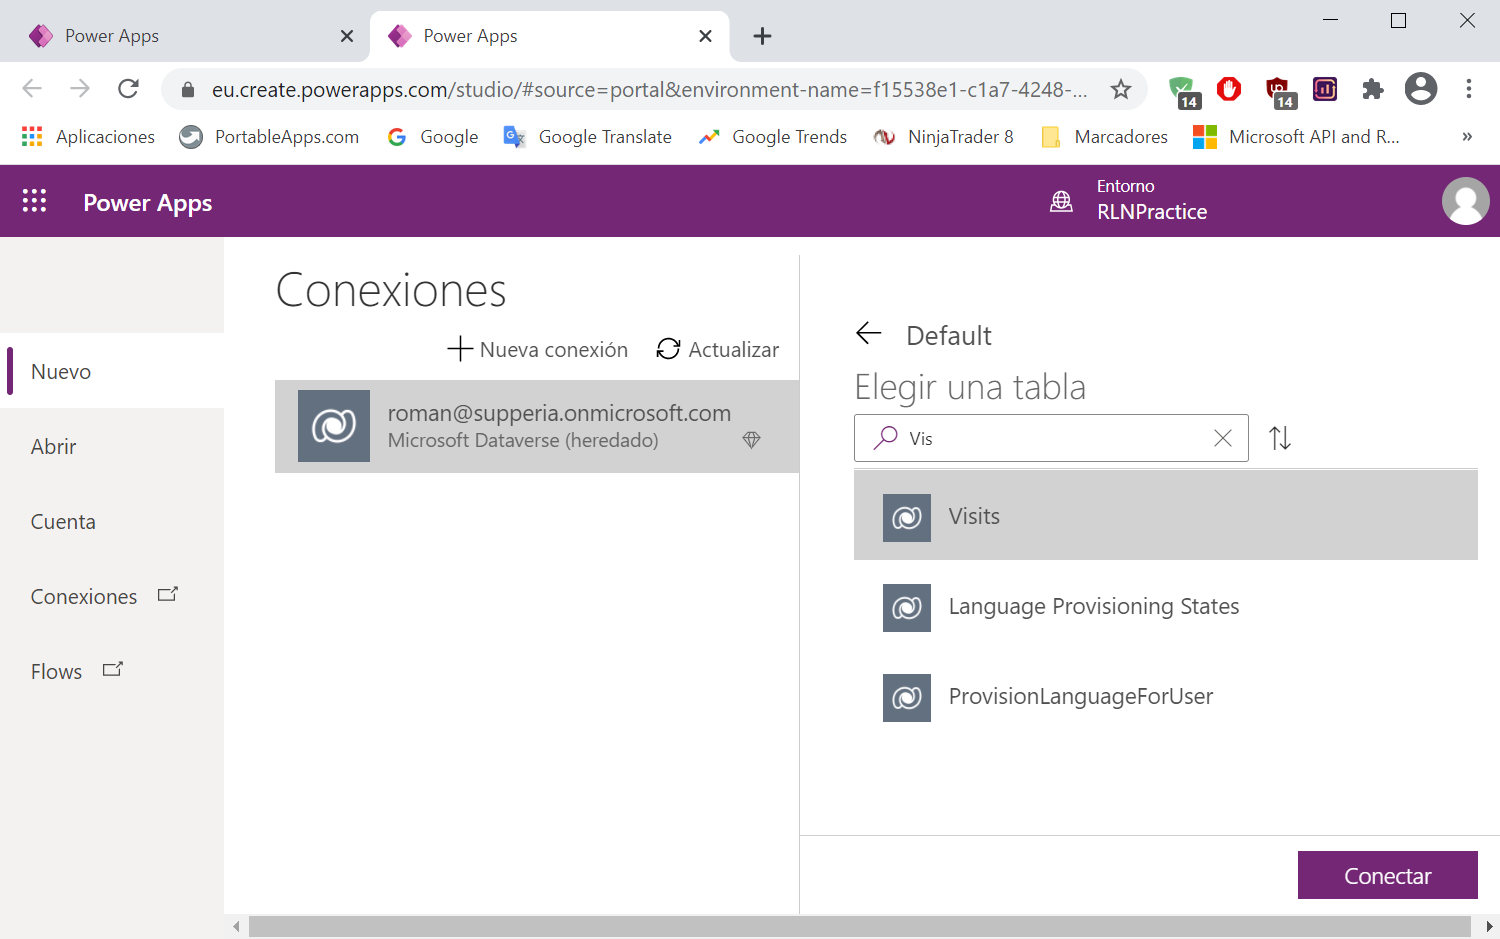 Power Apps
Power Apps
eu.create.powerapps.com/studio/#source=portal&environment-name=f15538e1-c1a7-4248-...
14
14
Aplicaciones
PortableApps.com
Google
Google Translate
Google Trends
NinjaTrader 8
Marcadores
Microsoft API and R...
»
Power Apps
Entorno
RLNPractice
Nuevo
Abrir
Cuenta
Conexiones
Flows
Conexiones
Nueva conexión
Actualizar
roman@supperia.onmicrosoft.com
Microsoft Dataverse (heredado)
Default
Elegir una tabla
Vis
Visits
Language Provisioning States
ProvisionLanguageForUser
Conectar